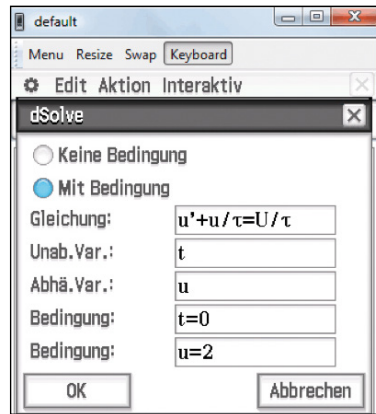 default
Menu Resize Swap Keyboard
Edit Aktion Interaktiv
dSolve
Keine Bedingung
Mit Bedingung
Gleichung: u'+u/τ=U/τ
Unab.Var.: t
Abhä.Var.: u
Bedingung: t=0
Bedingung: u=2
OK Abbrechen